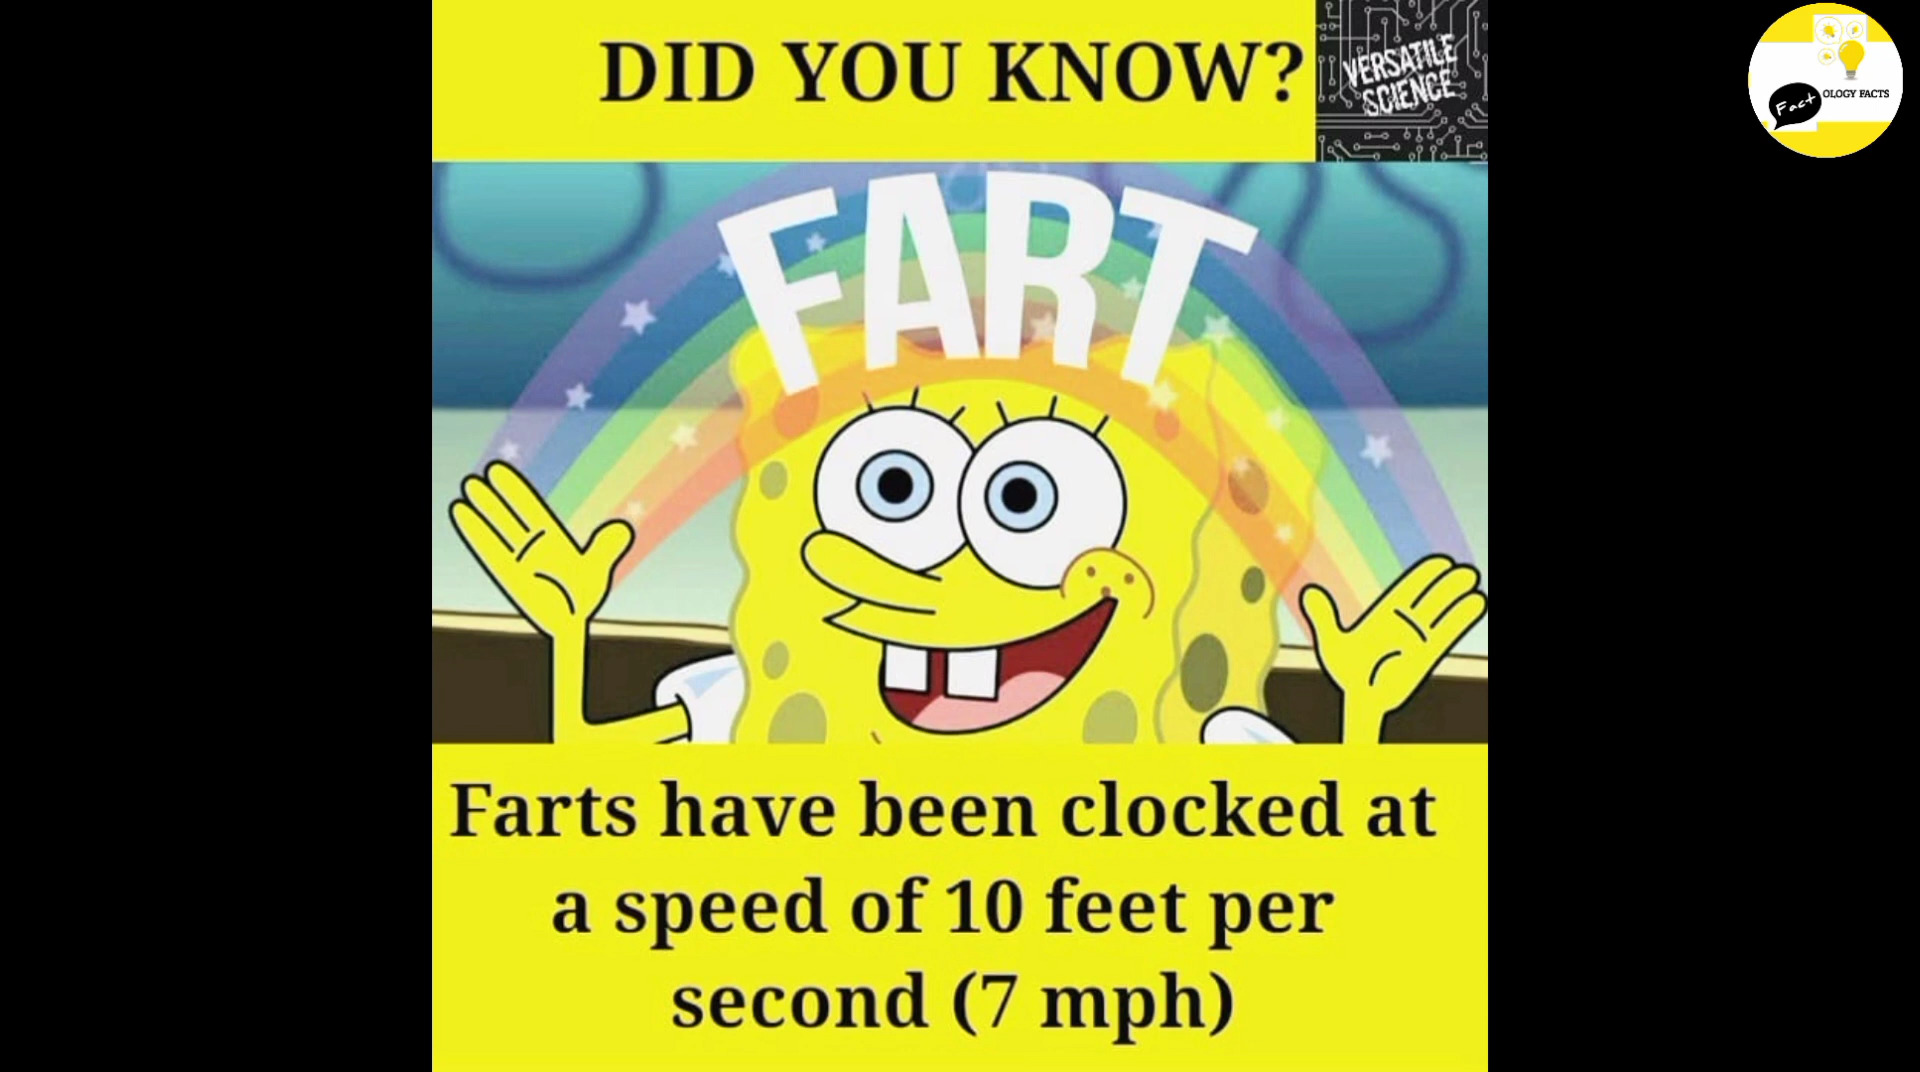 DID YOU KNOW?
VERSATILE
SCIENCE
Fact
OLOGY FACTS
FART
Farts have been clocked at
a speed of 10 feet per
second (7 mph)